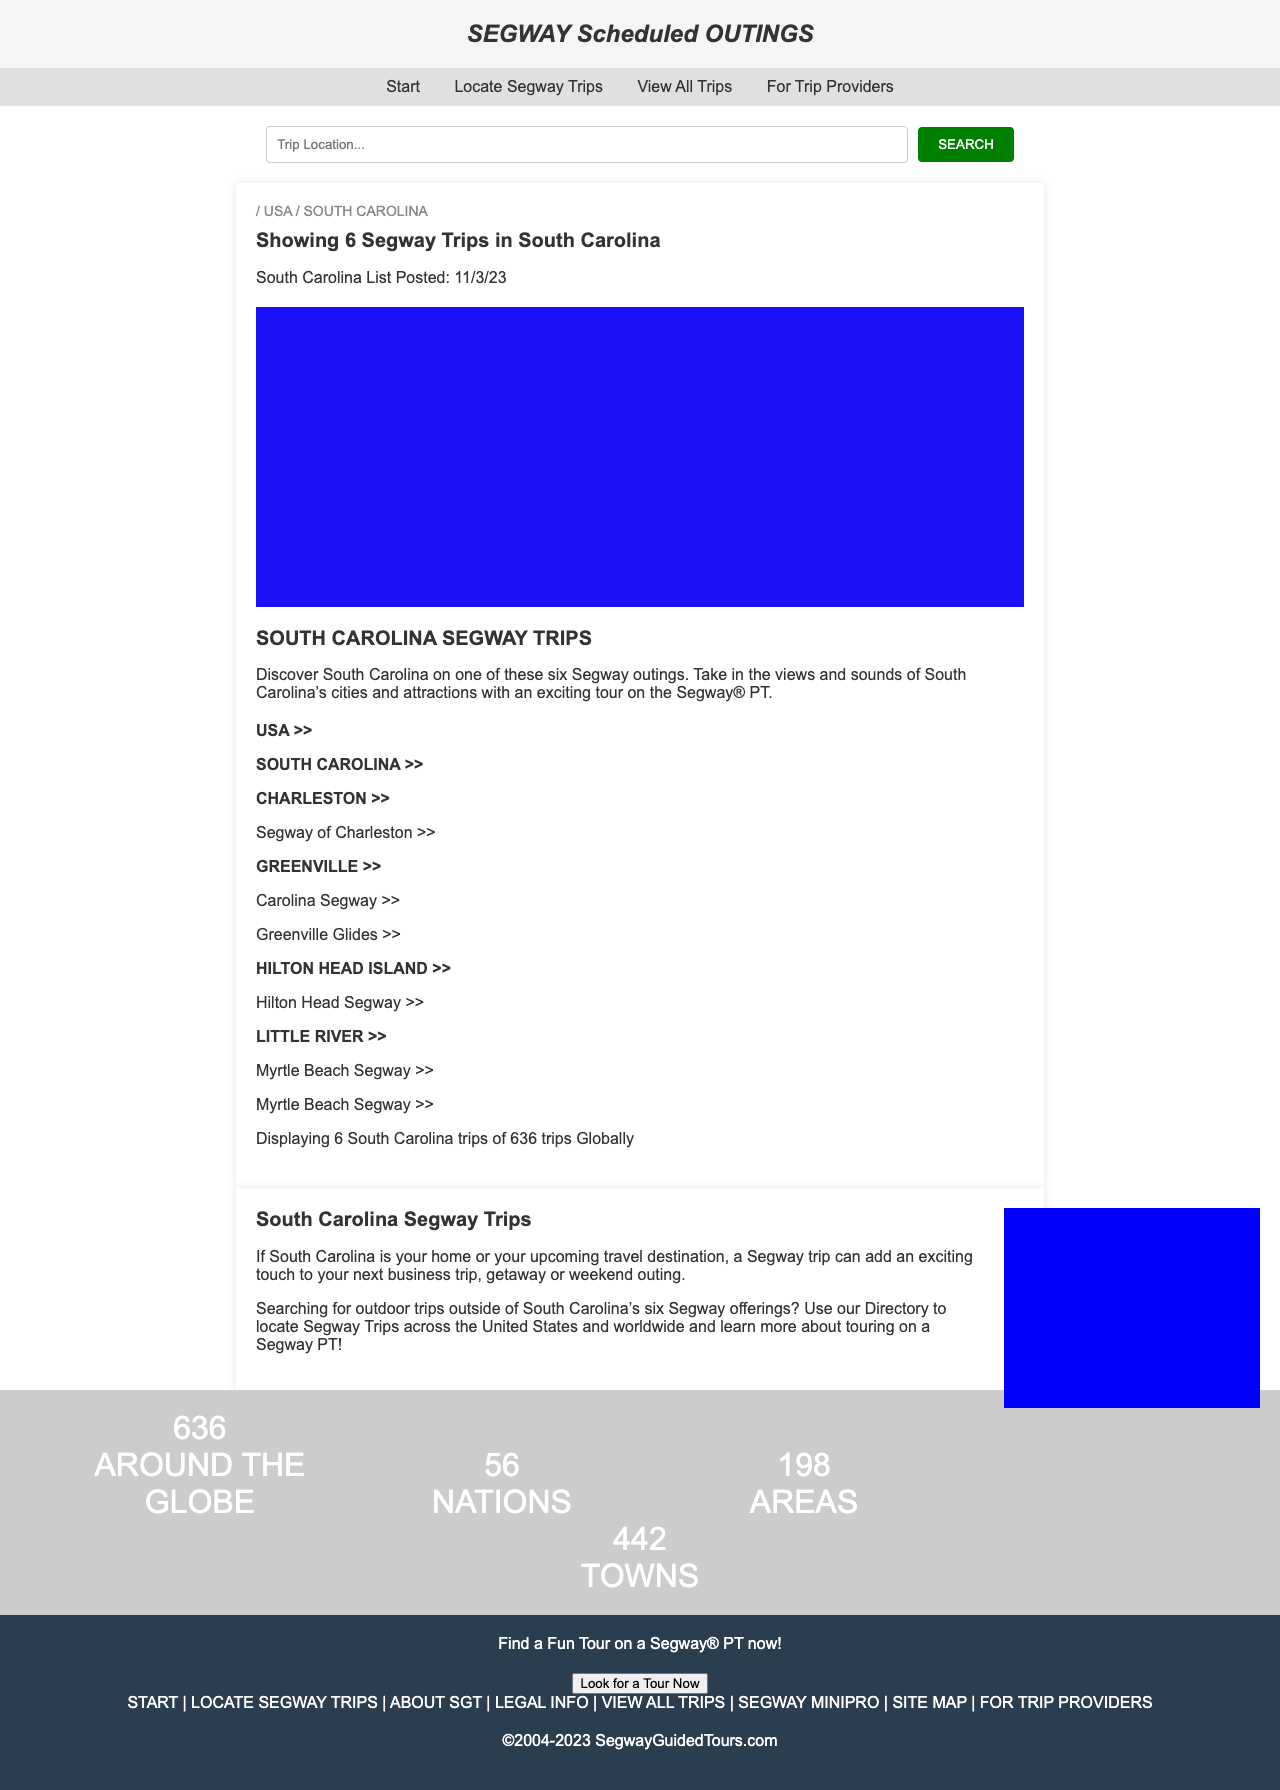 SEGWAY Scheduled OUTINGS
Start Locate Segway Trips View All Trips For Trip Providers
Trip Location... SEARCH
/ USA / SOUTH CAROLINA
Showing 6 Segway Trips in South Carolina
South Carolina List Posted: 11/3/23
SOUTH CAROLINA SEGWAY TRIPS
Discover South Carolina on one of these six Segway outings. Take in the views and sounds of South
Carolina’s cities and attractions with an exciting tour on the Segway® PT.
USA >>
SOUTH CAROLINA >>
CHARLESTON >>
Segway of Charleston >>
GREENVILLE >>
Carolina Segway >>
Greenville Glides >>
HILTON HEAD ISLAND >>
Hilton Head Segway >>
LITTLE RIVER >>
Myrtle Beach Segway >>
Myrtle Beach Segway >>
Displaying 6 South Carolina trips of 636 trips Globally
South Carolina Segway Trips
If South Carolina is your home or your upcoming travel destination, a Segway trip can add an exciting
touch to your next business trip, getaway or weekend outing.
Searching for outdoor trips outside of South Carolina’s six Segway offerings? Use our Directory to
locate Segway Trips across the United States and worldwide and learn more about touring on a
Segway PT!
636
AROUND THE
GLOBE
56
NATIONS
198
AREAS
442
TOWNS
Find a Fun Tour on a Segway® PT now!
Look for a Tour Now
START | LOCATE SEGWAY TRIPS | ABOUT SGT | LEGAL INFO | VIEW ALL TRIPS | SEGWAY MINIPRO | SITE MAP | FOR TRIP PROVIDERS
©2004-2023 SegwayGuidedTours.com